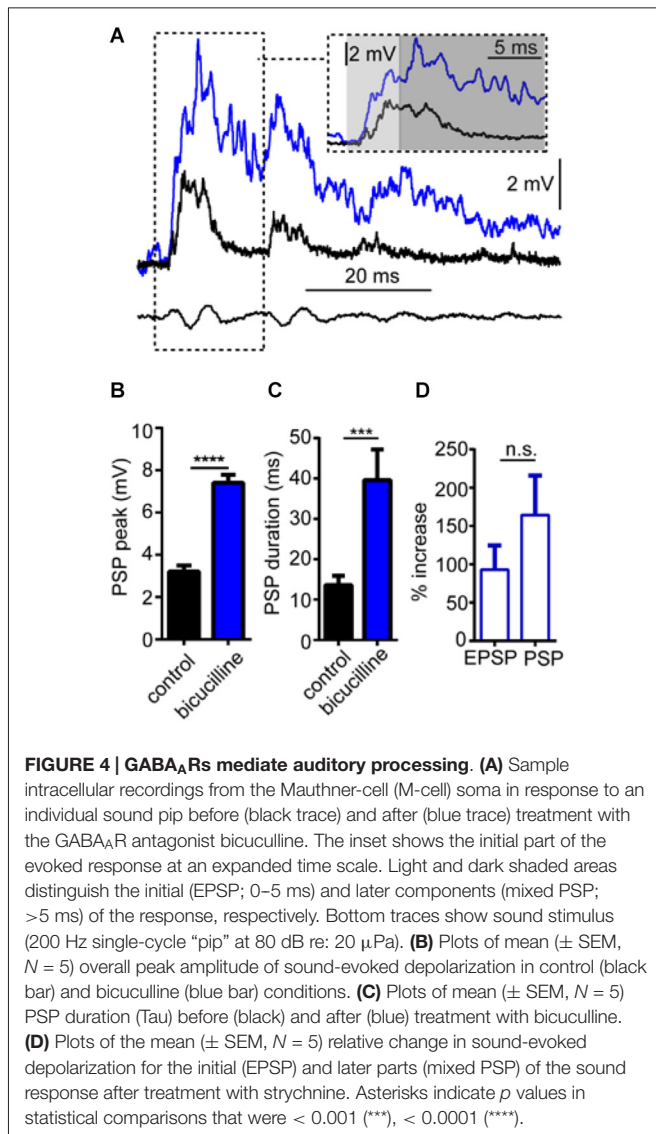 A
2 mV
5 ms
2 mV
20 ms
B
C
D
PSP peak (mV)
10
8
6
4
2
0
****
control
bicucilline
PSP duration (ms)
50
40
30
20
10
0
***
control
bicucilline
% increase
250
200
150
100
50
0
n.s.
EPSP PSP
FIGURE 4 | GABAARs mediate auditory processing. (A) Sample
intracellular recordings from the Mauthner-cell (M-cell) soma in response to an
individual sound pip before (black trace) and after (blue trace) treatment with
the GABAAR antagonist bicuculline. The inset shows the initial part of the
evoked response at an expanded time scale. Light and dark shaded areas
distinguish the initial (EPSP; 0–5 ms) and later components (mixed PSP;
>5 ms) of the response, respectively. Bottom traces show sound stimulus
(200 Hz single-cycle “pip” at 80 dB re: 20 μPa). (B) Plots of mean (± SEM,
N = 5) overall peak amplitude of sound-evoked depolarization in control (black
bar) and bicuculline (blue bar) conditions. (C) Plots of mean (± SEM, N = 5)
PSP duration (Tau) before (black) and after (blue) treatment with bicuculline.
(D) Plots of the mean (± SEM, N = 5) relative change in sound-evoked
depolarization for the initial (EPSP) and later parts (mixed PSP) of the sound
response after treatment with strychnine. Asterisks indicate p values in
statistical comparisons that were < 0.001 (***), < 0.0001 (****).